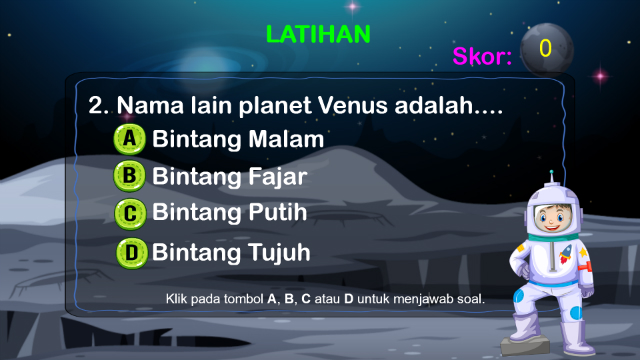 LATIHAN
Skor: 0
2. Nama lain planet Venus adalah....
A Bintang Malam
B Bintang Fajar
C Bintang Putih
D Bintang Tujuh
Klik pada tombol A, B, C atau D untuk menjawab soal.